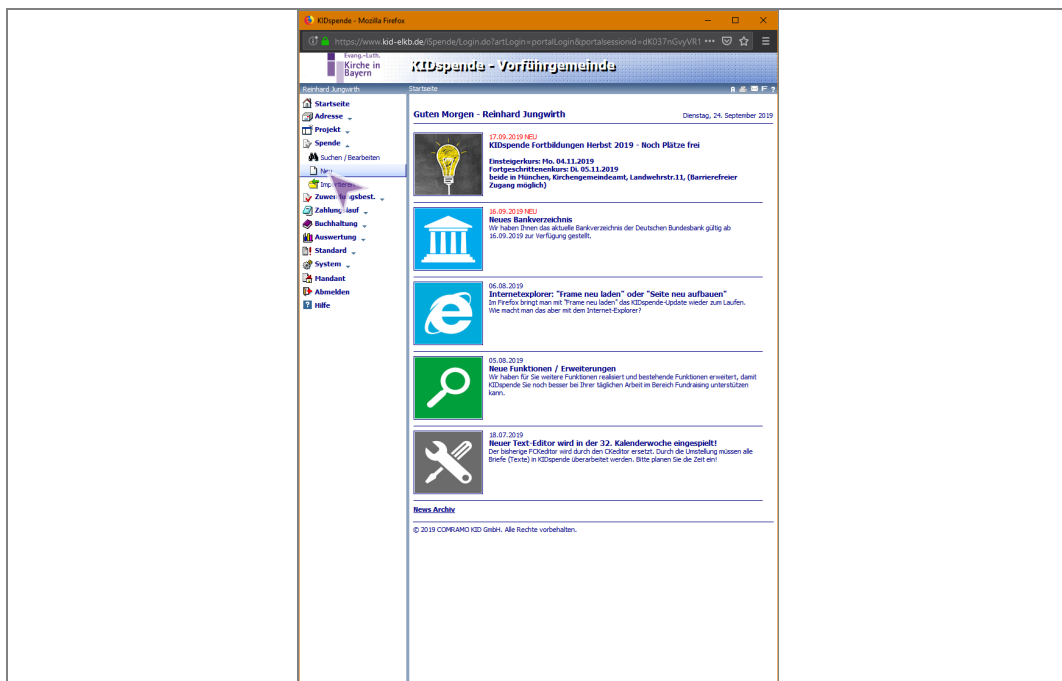 KIDspende - Mozilla Firefox
https://www.kid-elkb.de/iSpende/Login.do?artLogin=portalLogin&portalsessionid=dK037nGvyVR1
Evang.-Luth.
Kirche in
Bayern
KIDspende - Vorführgemeinde
Reinhard Jungwirth
Startseite
Startseite
Adresse
Projekt
Spende
Suchen / Bearbeiten
Neu
Importieren
Zuwendungsbest.
Zahlungslauf
Buchhaltung
Auswertung
Standard
System
Mandant
Abmelden
Hilfe
Guten Morgen - Reinhard Jungwirth
Dienstag, 24. September 2019
17.09.2019 NEU
KIDspende Fortbildungen Herbst 2019 - Noch Plätze frei
Einsteigerkurs: Mo. 04.11.2019
Fortgeschrittenenkurs: Di. 05.11.2019
beide in München, Kirchengemeindeamt, Landwehrstr.11, (Barrierefreier
Zugang möglich)
16.09.2019 NEU
Neues Bankverzeichnis
Wir haben Ihnen das aktuelle Bankverzeichnis der Deutschen Bundesbank gültig ab
16.09.2019 zur Verfügung gestellt.
06.08.2019
Internetexplorer: "Frame neu laden" oder "Seite neu aufbauen"
Im Firefox bringt man mit "Frame neu laden" das KIDspende-Update wieder zum Laufen.
Wie macht man das aber mit dem Internet-Explorer?
05.08.2019
Neue Funktionen / Erweiterungen
Wir haben für Sie weitere Funktionen realisiert und bestehende Funktionen erweitert, damit
KIDspende Sie noch besser bei Ihrer täglichen Arbeit im Bereich Fundraising unterstützen
kann.
18.07.2019
Neuer Text-Editor wird in der 32. Kalenderwoche eingespielt!
Der bisherige FCKeditor wird durch den CKeditor ersetzt. Durch die Umstellung müssen alle
Briefe (Texte) in KIDspende überarbeitet werden. Bitte planen Sie die Zeit ein!
News Archiv
© 2019 COMRAMO KID GmbH. Alle Rechte vorbehalten.